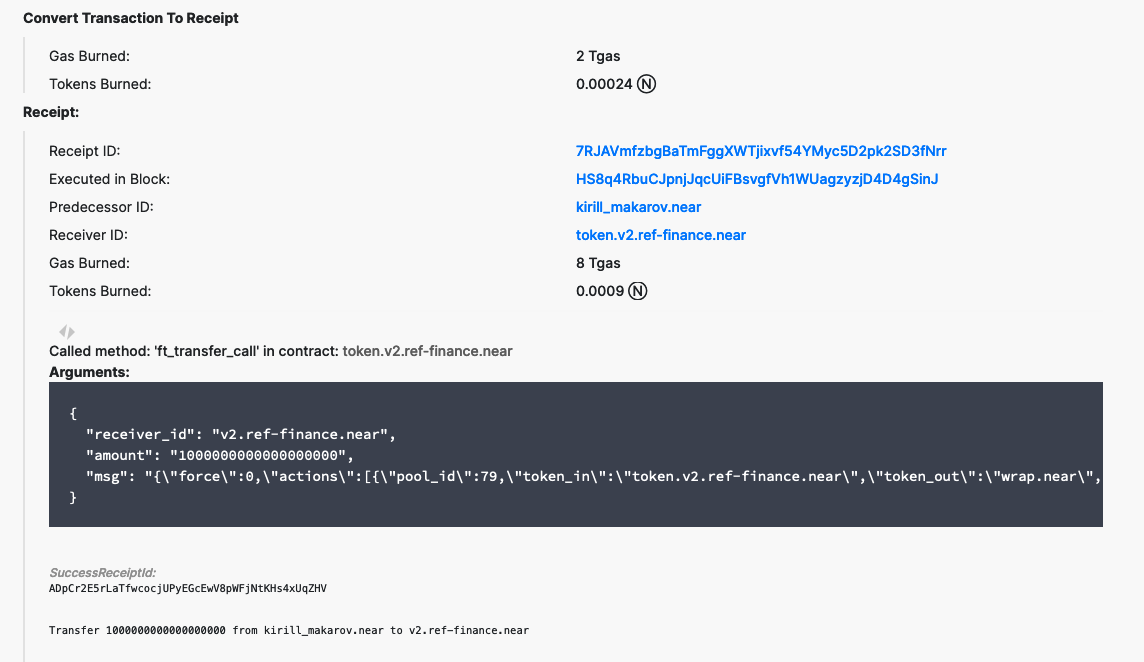 Convert Transaction To Receipt
Gas Burned: 2 Tgas
Tokens Burned: 0.00024 Ⓝ
Receipt:
Receipt ID: 7RJAVmfzbgBaTmFggXWTjixvf54YMyc5D2pk2SD3fNrr
Executed in Block: HS8q4RbuCJpnjJqcUiFBsvgfVh1WUagzyzjD4D4gSinJ
Predecessor ID: kirill_makarov.near
Receiver ID: token.v2.ref-finance.near
Gas Burned: 8 Tgas
Tokens Burned: 0.0009 Ⓝ
Called method: 'ft_transfer_call' in contract: token.v2.ref-finance.near
Arguments:
{
"receiver_id": "v2.ref-finance.near",
"amount": "1000000000000000000",
"msg": "{\"force\":0,\"actions\":[{\"pool_id\":79,\"token_in\":\"token.v2.ref-finance.near\",\"token_out\":\"wrap.near\",
}
SuccessReceiptId:
ADpCr2E5rLaTfwcocjUPyEGcEwV8pWFjNtKHs4xUqZHV
Transfer 1000000000000000000 from kirill_makarov.near to v2.ref-finance.near